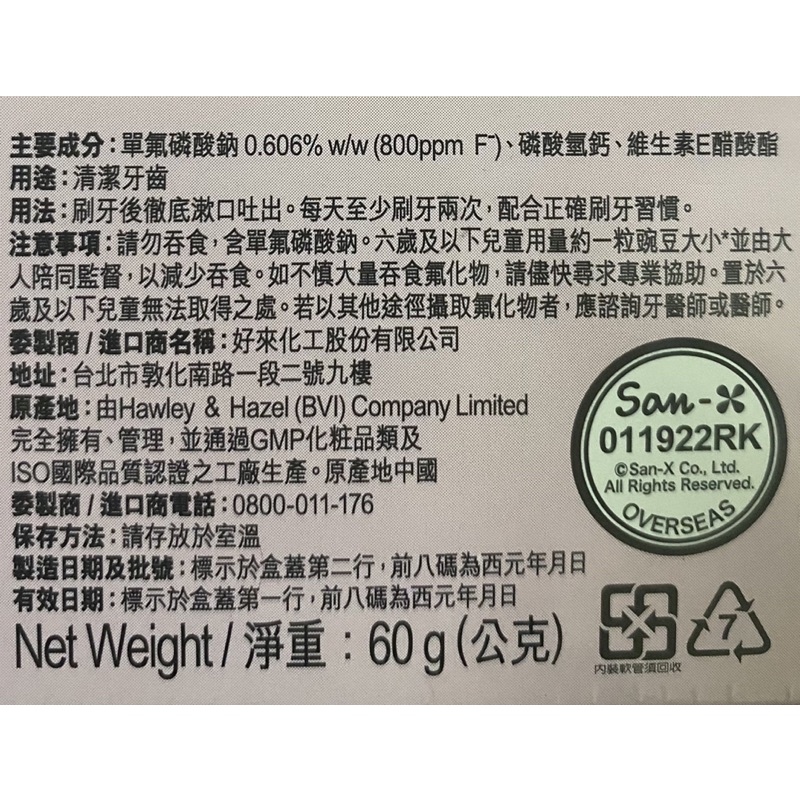 主要成分：單氟磷酸鈉 0.606% w/w (800ppm F⁻)、磷酸氫鈣、維生素E醋酸酯
用途：清潔牙齒
用法：刷牙後徹底漱口吐出。每天至少刷牙兩次，配合正確刷牙習慣。
注意事項：請勿吞食，含單氟磷酸鈉。六歲及以下兒童用量約一粒豌豆大小*並由大
人陪同監督，以減少吞食。如不慎大量吞食氟化物，請儘快尋求專業協助。置於六
歲及以下兒童無法取得之處。若以其他途徑攝取氟化物者，應諮詢牙醫師或醫師。
委製商 / 進口商名稱：好來化工股份有限公司
地址：台北市敦化南路一段二號九樓
原產地：由Hawley & Hazel (BVI) Company Limited
完全擁有、管理，並通過GMP化粧品類及
ISO國際品質認證之工廠生產。原產地中國
委製商 / 進口商電話：0800-011-176
保存方法：請存放於室溫
製造日期及批號：標示於盒蓋第二行，前八碼為西元年月日
有效日期：標示於盒蓋第一行，前八碼為西元年月日
Net Weight / 淨重：60 g (公克)
San-X
011922RK
©San-X Co., Ltd.
All Rights Reserved.
OVERSEAS
7
內裝軟管須回收